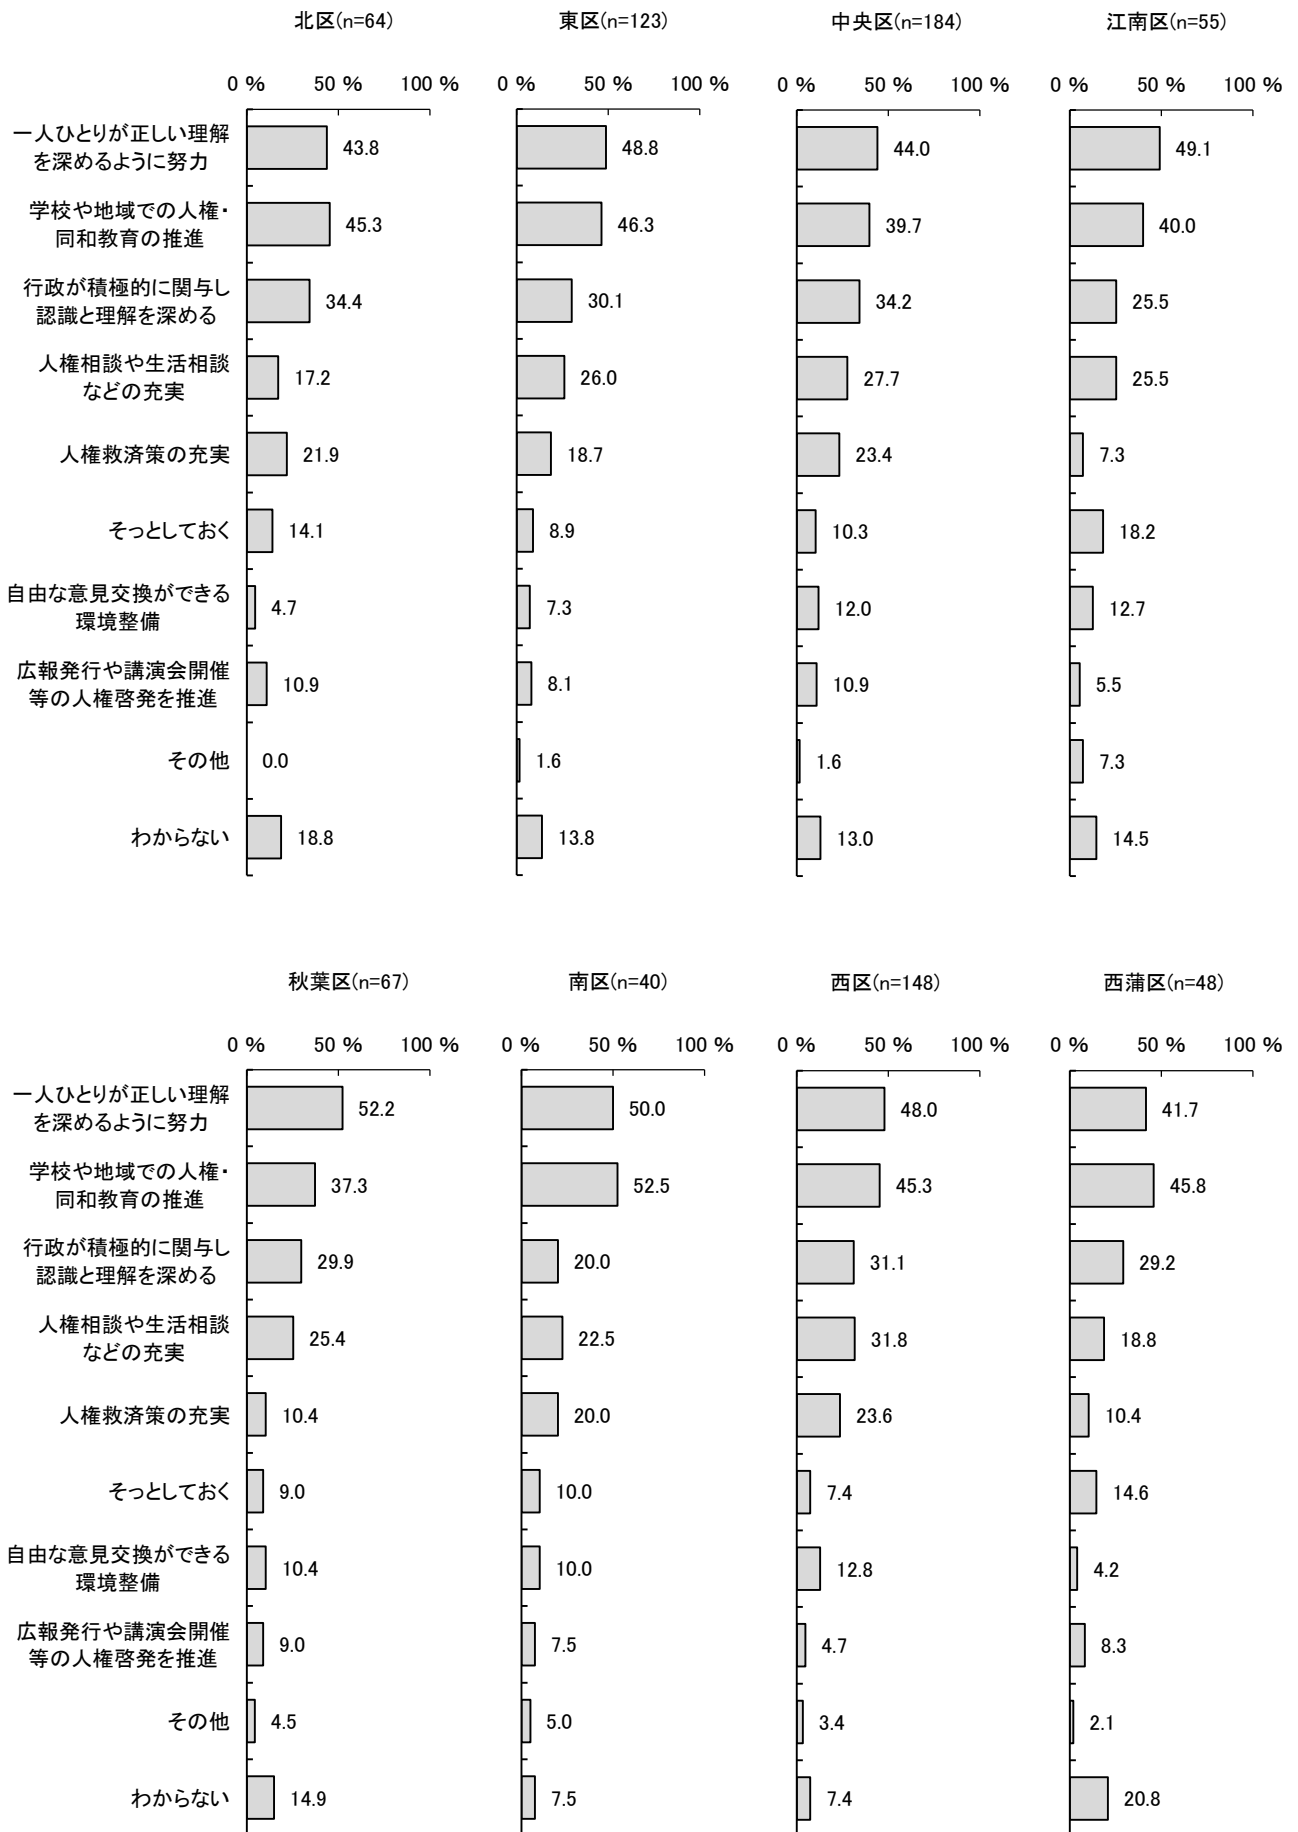 北区(n=64) 東区(n=123) 中央区(n=184) 江南区(n=55)
0 % 50 % 100 % 0 % 50 % 100 % 0 % 50 % 100 % 0 % 50 % 100 %
一人ひとりが正しい理解
を深めるように努力
43.8 48.8 44.0 49.1
学校や地域での人権・
同和教育の推進
45.3 46.3 39.7 40.0
行政が積極的に関与し
認識と理解を深める
34.4 30.1 34.2 25.5
人権相談や生活相談
などの充実
17.2 26.0 27.7 25.5
人権救済策の充実 21.9 18.7 23.4 7.3
そっとしておく 14.1 8.9 10.3 18.2
自由な意見交換ができる
環境整備
4.7 7.3 12.0 12.7
広報発行や講演会開催
等の人権啓発を推進
10.9 8.1 10.9 5.5
その他 0.0 1.6 1.6 7.3
わからない 18.8 13.8 13.0 14.5
秋葉区(n=67) 南区(n=40) 西区(n=148) 西蒲区(n=48)
0 % 50 % 100 % 0 % 50 % 100 % 0 % 50 % 100 % 0 % 50 % 100 %
一人ひとりが正しい理解
を深めるように努力
52.2 50.0 48.0 41.7
学校や地域での人権・
同和教育の推進
37.3 52.5 45.3 45.8
行政が積極的に関与し
認識と理解を深める
29.9 20.0 31.1 29.2
人権相談や生活相談
などの充実
25.4 22.5 31.8 18.8
人権救済策の充実 10.4 20.0 23.6 10.4
そっとしておく 9.0 10.0 7.4 14.6
自由な意見交換ができる
環境整備
10.4 10.0 12.8 4.2
広報発行や講演会開催
等の人権啓発を推進
9.0 7.5 4.7 8.3
その他 4.5 5.0 3.4 2.1
わからない 14.9 7.5 7.4 20.8